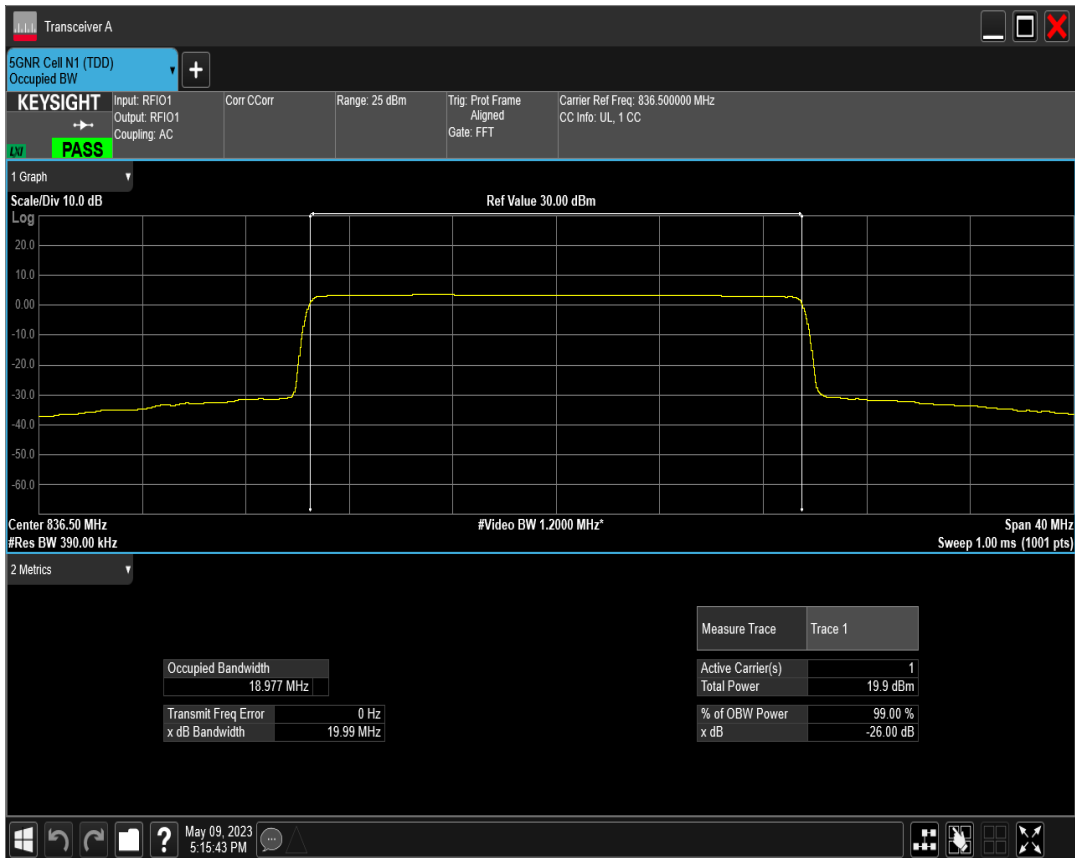 Transceiver A
5GNR Cell N1 (TDD)
Occupied BW
+
KEYSIGHT
LXI
PASS
Input: RFIO1
Output: RFIO1
Coupling: AC
Corr CCorr
Range: 25 dBm
Trig: Prot Frame
Aligned
Gate: FFT
Carrier Ref Freq: 836.500000 MHz
CC Info: UL, 1 CC
1 Graph
Scale/Div 10.0 dB
Ref Value 30.00 dBm
Log
20.0
10.0
0.00
-10.0
-20.0
-30.0
-40.0
-50.0
-60.0
Center 836.50 MHz
#Video BW 1.2000 MHz*
Span 40 MHz
#Res BW 390.00 kHz
Sweep 1.00 ms (1001 pts)
2 Metrics
Measure Trace Trace 1
Occupied Bandwidth
18.977 MHz
Active Carrier(s) 1
Total Power 19.9 dBm
Transmit Freq Error 0 Hz
x dB Bandwidth 19.99 MHz
% of OBW Power 99.00 %
x dB -26.00 dB
?
May 09, 2023
5:15:43 PM